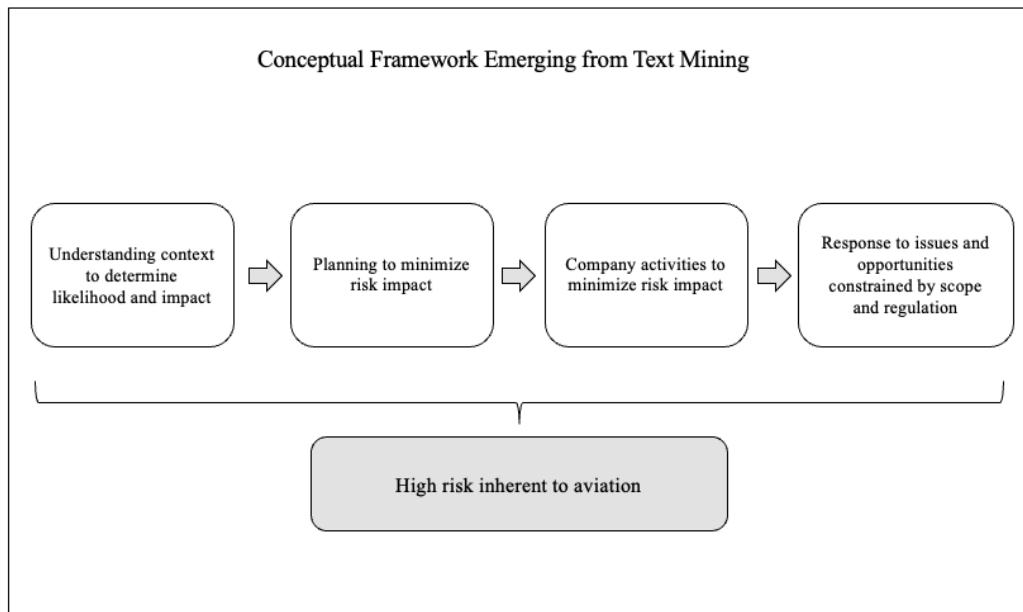 Conceptual Framework Emerging from Text Mining
Understanding context
to determine
likelihood and impact
Planning to minimize
risk impact
Company activities to
minimize risk impact
Response to issues and
opportunities
constrained by scope
and regulation
High risk inherent to aviation